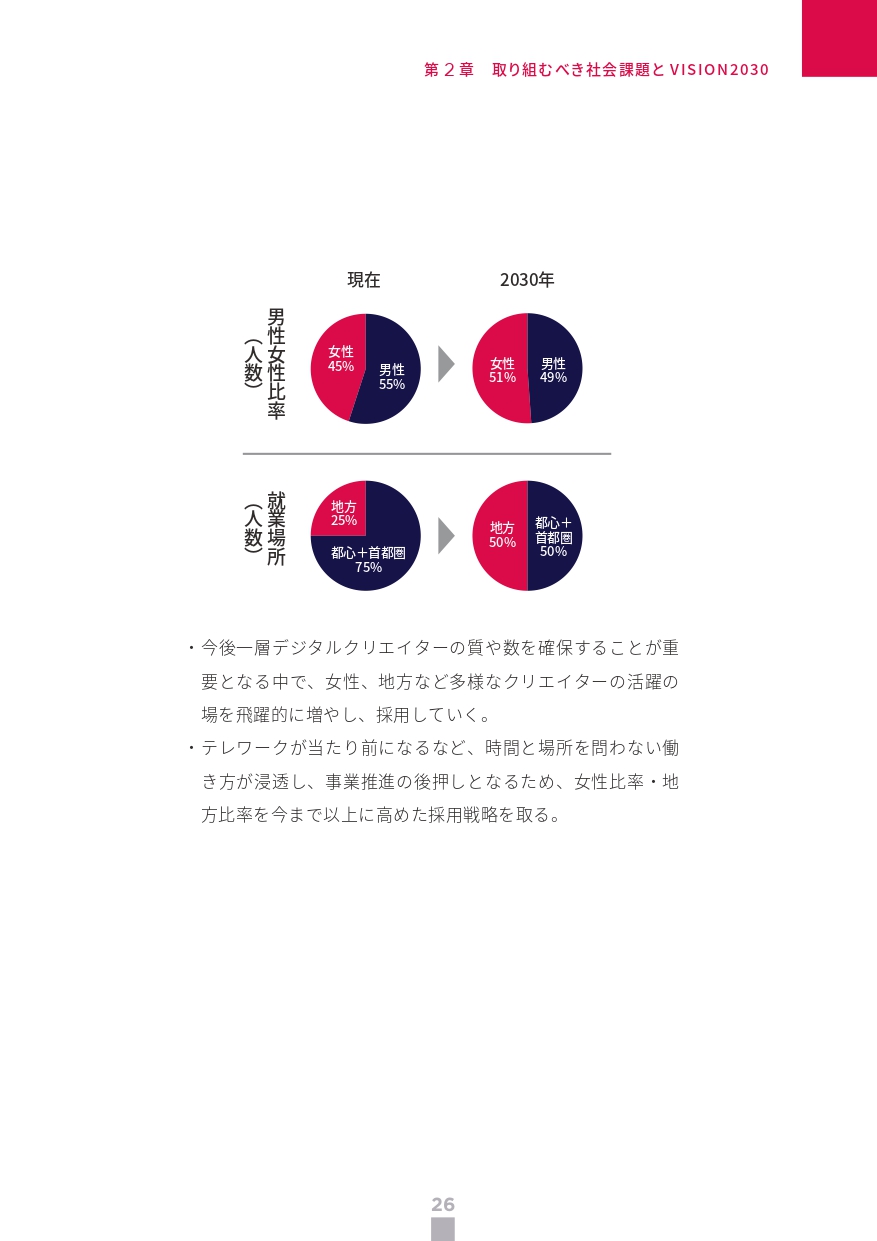 第2章　取り組むべき社会課題と VISION2030
現在
2030年
男性女性比率
（人数）
女性
45%
男性
55%
女性
51%
男性
49%
就業場所
（人数）
地方
25%
都心＋首都圏
75%
地方
50%
都心＋
首都圏
50%
・今後一層デジタルクリエイターの質や数を確保することが重
要となる中で、女性、地方など多様なクリエイターの活躍の
場を飛躍的に増やし、採用していく。
・テレワークが当たり前になるなど、時間と場所を問わない働
き方が浸透し、事業推進の後押しとなるため、女性比率・地
方比率を今まで以上に高めた採用戦略を取る。
26